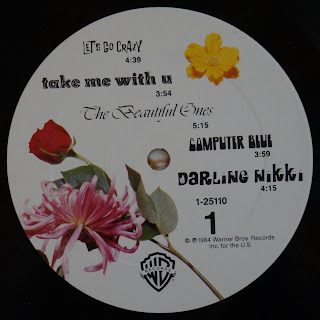 LET'S GO CRAZY
4:39
take me with u
3:54
The Beautiful Ones
5:15
COMPUTER BLUE
3:59
DARLING NIKKI
4:15
1-25110
1
© ℗ 1984 Warner Bros. Records
Inc. for the U.S.